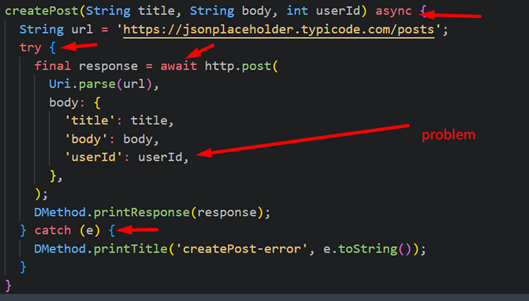 createPost(String title, String body, int userId) async {
  String url = 'https://jsonplaceholder.typicode.com/posts';
  try {
    final response = await http.post(
      Uri.parse(url),
      body: {
        'title': title,
        'body': body,
        'userId': userId,
problem
      },
    );
    DMethod.printResponse(response);
  } catch (e) {
    DMethod.printTitle('createPost-error', e.toString());
  }
}